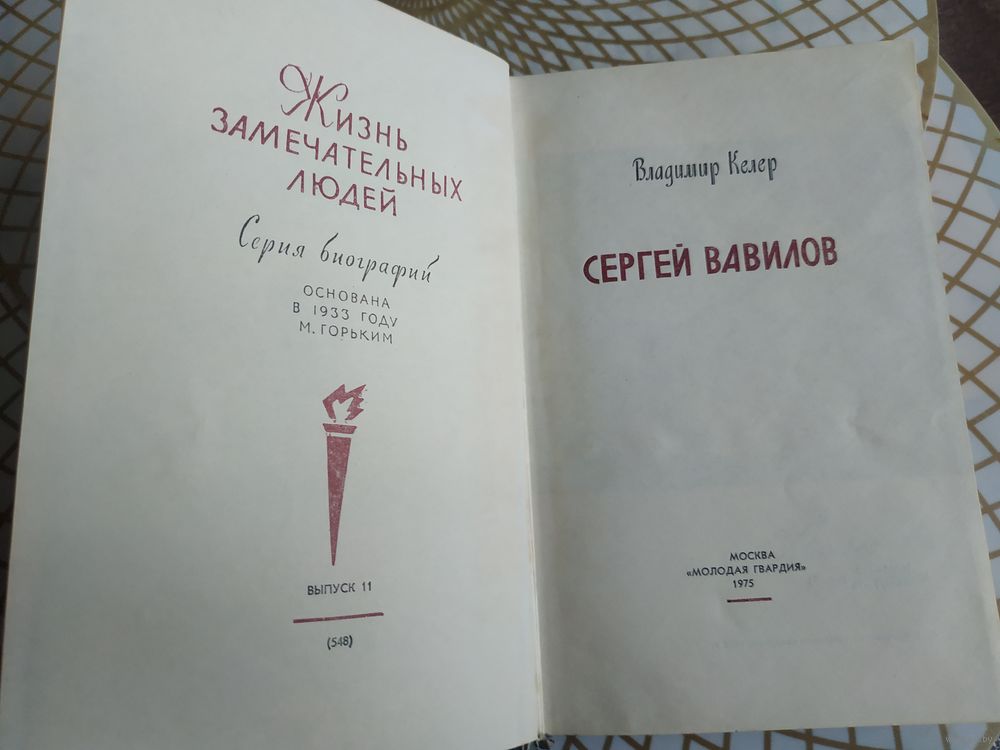 Жизнь
ЗАМЕЧАТЕЛЬНЫХ
ЛЮДЕЙ
Серия биографий
ОСНОВАНА
В 1933 ГОДУ
М. ГОРЬКИМ
ВЫПУСК 11
(548)
Владимир Келер
СЕРГЕЙ ВАВИЛОВ
МОСКВА
«МОЛОДАЯ ГВАРДИЯ»
1975